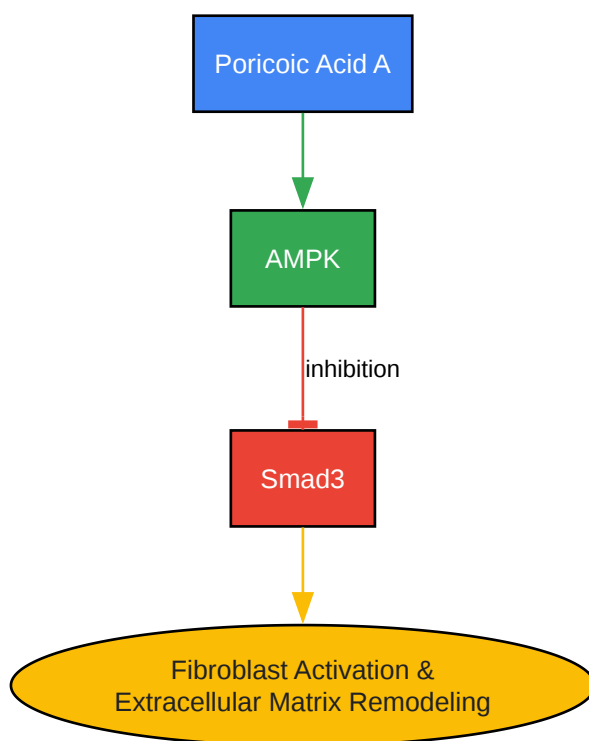 Poricoic Acid A
AMPK
inhibition
Smad3
Fibroblast Activation &
Extracellular Matrix Remodeling